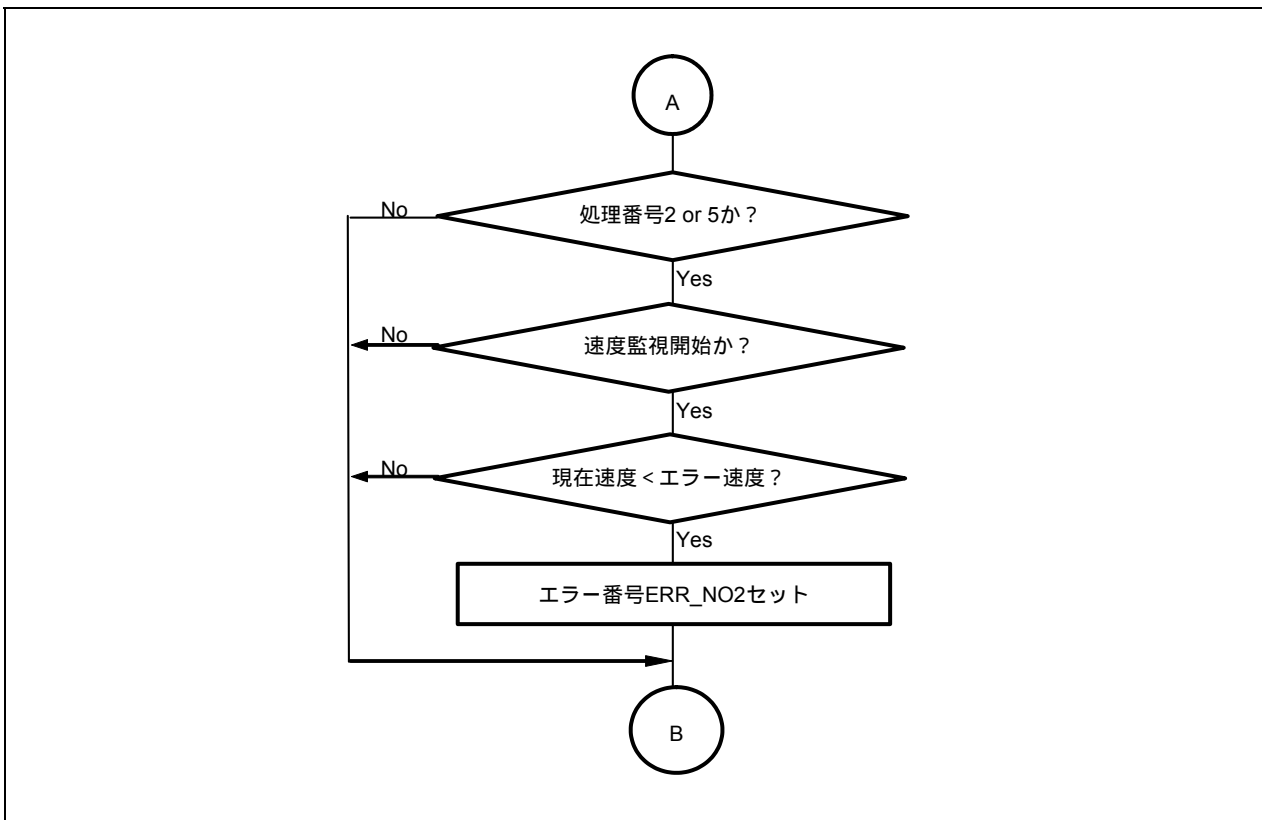 A
処理番号2 or 5か？
No
Yes
速度監視開始か？
No
Yes
現在速度＜エラー速度？
No
Yes
エラー番号ERR_NO2セット
B